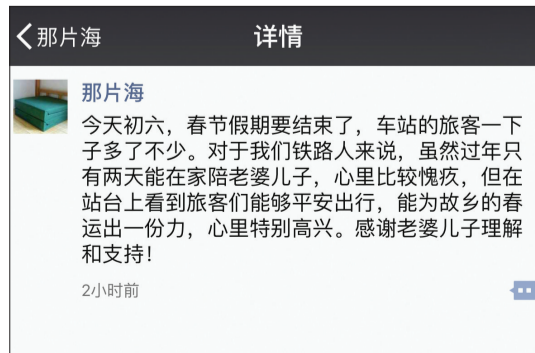 那片海
详情
那片海
今天初六，春节假期要结束了，车站的旅客一下
子多了不少。对于我们铁路人来说，虽然过年只
有两天能在家陪老婆儿子，心里比较愧疚，但在
站台上看到旅客们能够平安出行，能为故乡的春
运出一份力，心里特别高兴。感谢老婆儿子理解
和支持！
2小时前